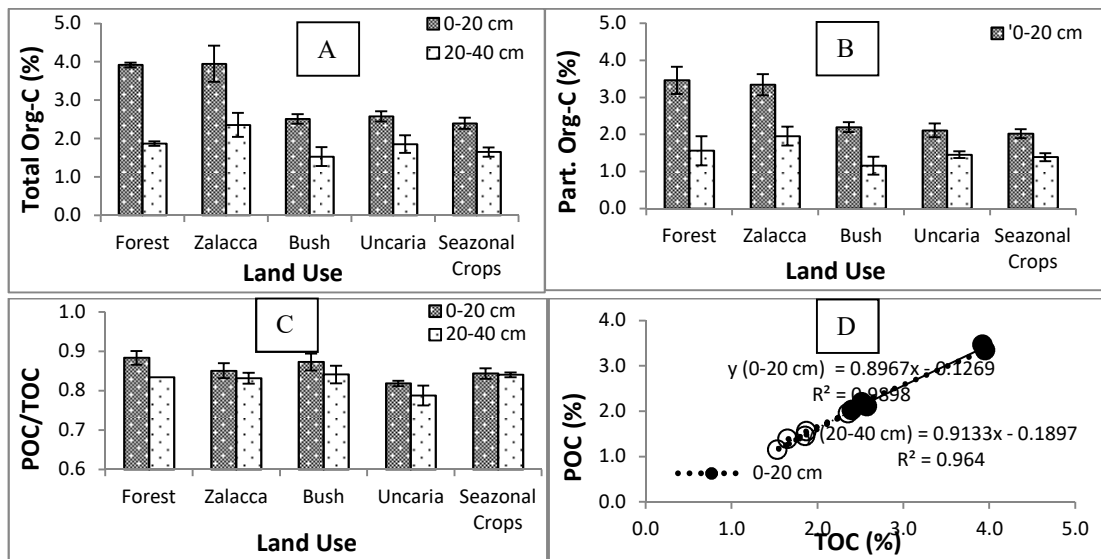 A
0-20 cm
20-40 cm
Total Org-C (%)
5.0
4.0
3.0
2.0
1.0
0.0
Forest Zalacca Bush Uncaria Seazonal
Crops
Land Use
B
'0-20 cm
Part. Org-C (%)
5.0
4.0
3.0
2.0
1.0
0.0
Forest Zalacca Bush Uncaria Seazonal
Crops
Land Use
C
0-20 cm
20-40 cm
POC/TOC
1.0
0.9
0.8
0.7
0.6
Forest Zalacca Bush Uncaria Seazonal
Crops
Land Use
D
POC (%)
4.0
3.0
2.0
1.0
0.0
y (0-20 cm) = 0.8967x - 0.1269
R² = 0.9898
(20-40 cm) = 0.9133x - 0.1897
R² = 0.964
0-20 cm
0.0 1.0 2.0 3.0 4.0 5.0
TOC (%)